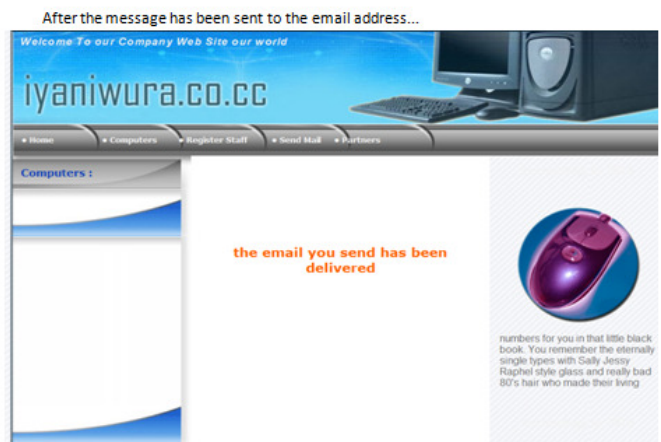 After the message has been sent to the email address...
Welcome To our Company Web Site our world
iyaniwura.co.cc
• Home • Computers • Register Staff • Send Mail • Partners
Computers :
the email you send has been
delivered
numbers for you in that little black
book. You remember the eternally
single types with Sally Jessy
Raphel style glass and really bad
80's hair who made their living